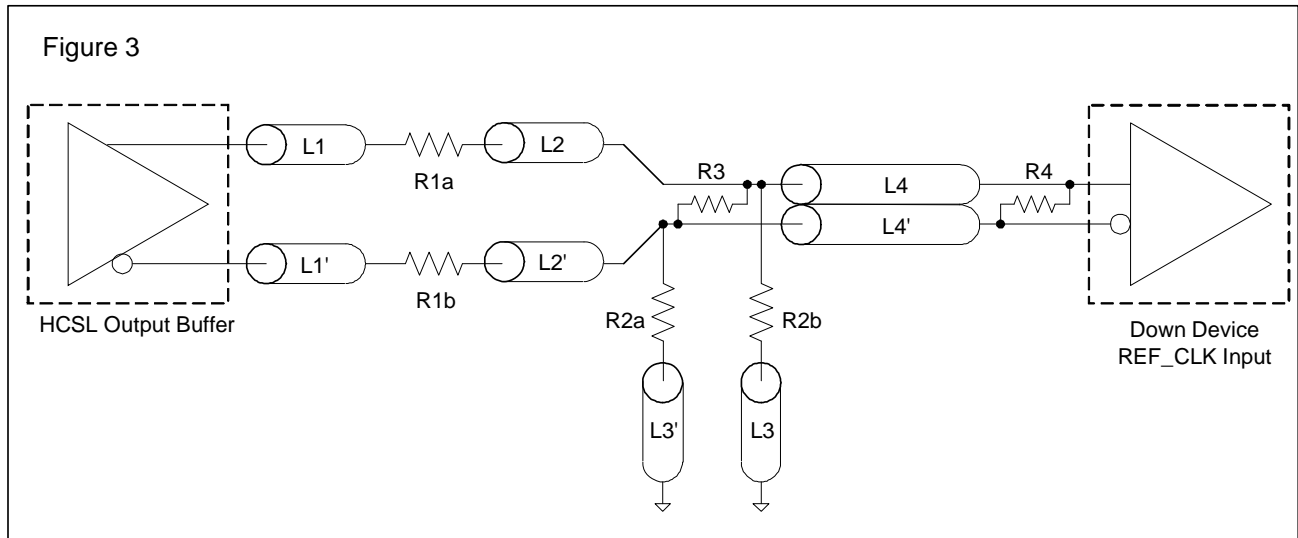 Figure 3
L1
R1a
L2
R3
L4
R4
L1'
R1b
L2'
L4'
HCSL Output Buffer
R2a
R2b
Down Device
REF_CLK Input
L3'
L3